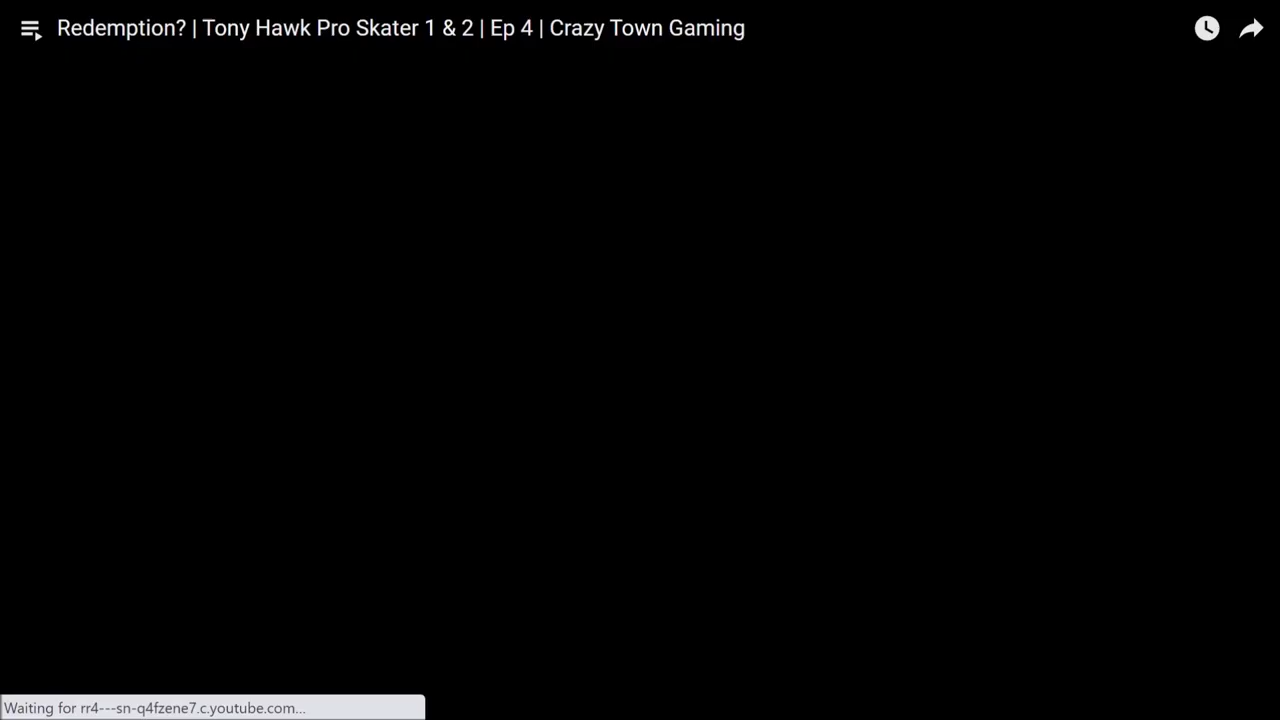 Redemption? | Tony Hawk Pro Skater 1 & 2 | Ep 4 | Crazy Town Gaming
Waiting for rr4---sn-q4fzene7.c.youtube.com...